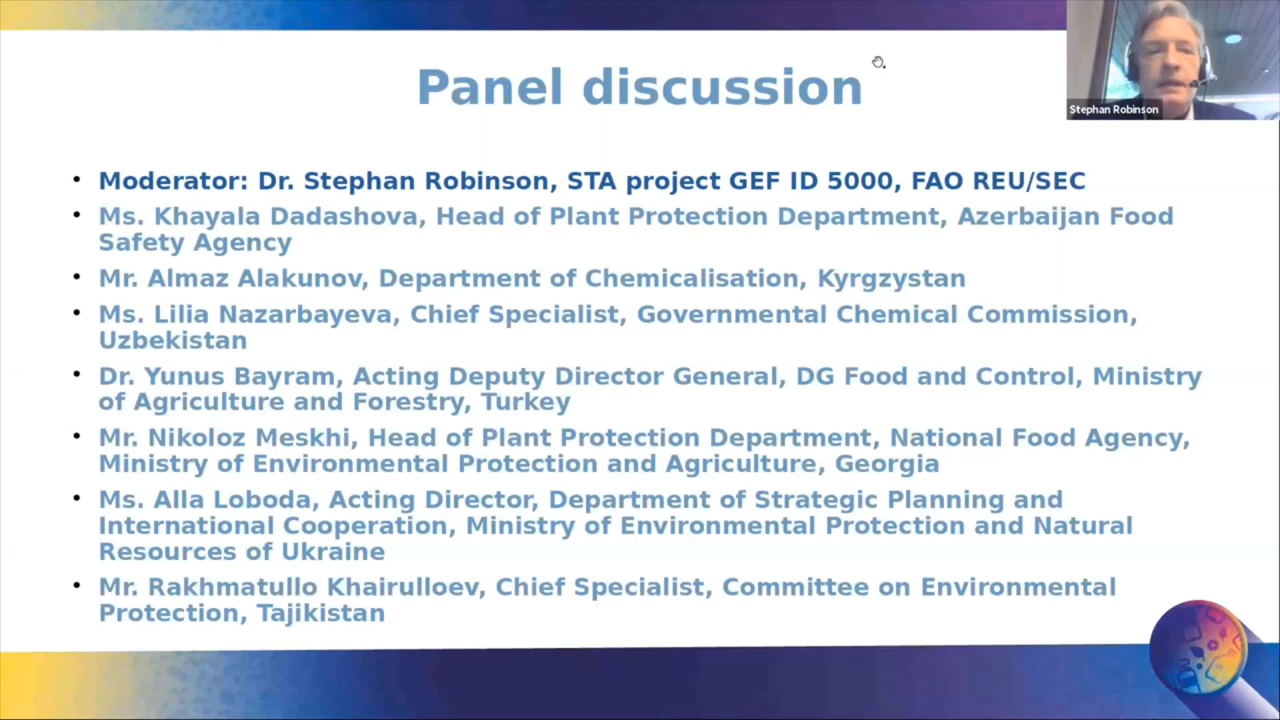 Panel discussion
Stephan Robinson
• Moderator: Dr. Stephan Robinson, STA project GEF ID 5000, FAO REU/SEC
• Ms. Khayala Dadashova, Head of Plant Protection Department, Azerbaijan Food
Safety Agency
• Mr. Almaz Alakunov, Department of Chemicalisation, Kyrgzystan
• Ms. Lilia Nazarbayeva, Chief Specialist, Governmental Chemical Commission,
Uzbekistan
• Dr. Yunus Bayram, Acting Deputy Director General, DG Food and Control, Ministry
of Agriculture and Forestry, Turkey
• Mr. Nikoloz Meskhi, Head of Plant Protection Department, National Food Agency,
Ministry of Environmental Protection and Agriculture, Georgia
• Ms. Alla Loboda, Acting Director, Department of Strategic Planning and
International Cooperation, Ministry of Environmental Protection and Natural
Resources of Ukraine
• Mr. Rakhmatullo Khairulloev, Chief Specialist, Committee on Environmental
Protection, Tajikistan